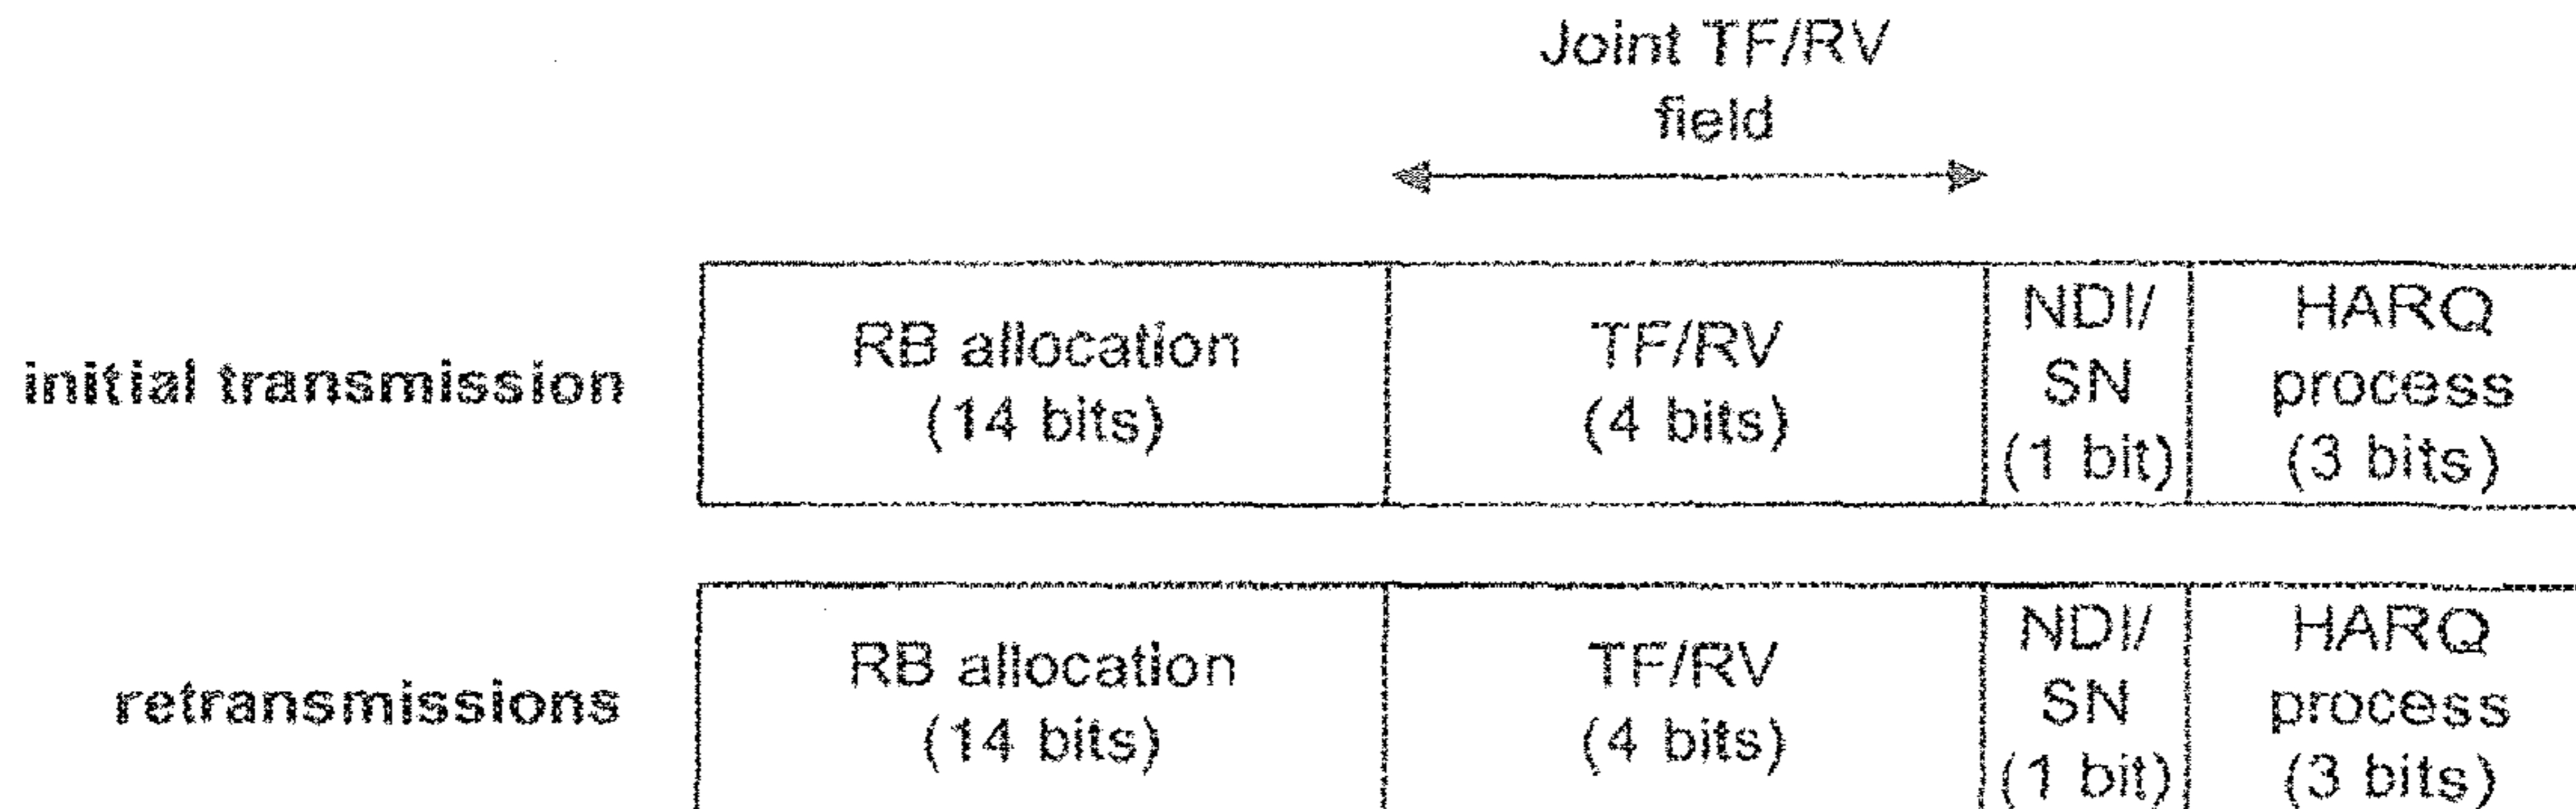 Joint TF/RV
field
initial transmission
RB allocation
(14 bits)
TF/RV
(4 bits)
NDI/
SN
(1 bit)
HARQ
process
(3 bits)
retransmissions
RB allocation
(14 bits)
TF/RV
(4 bits)
NDI/
SN
(1 bit)
HARQ
process
(3 bits)